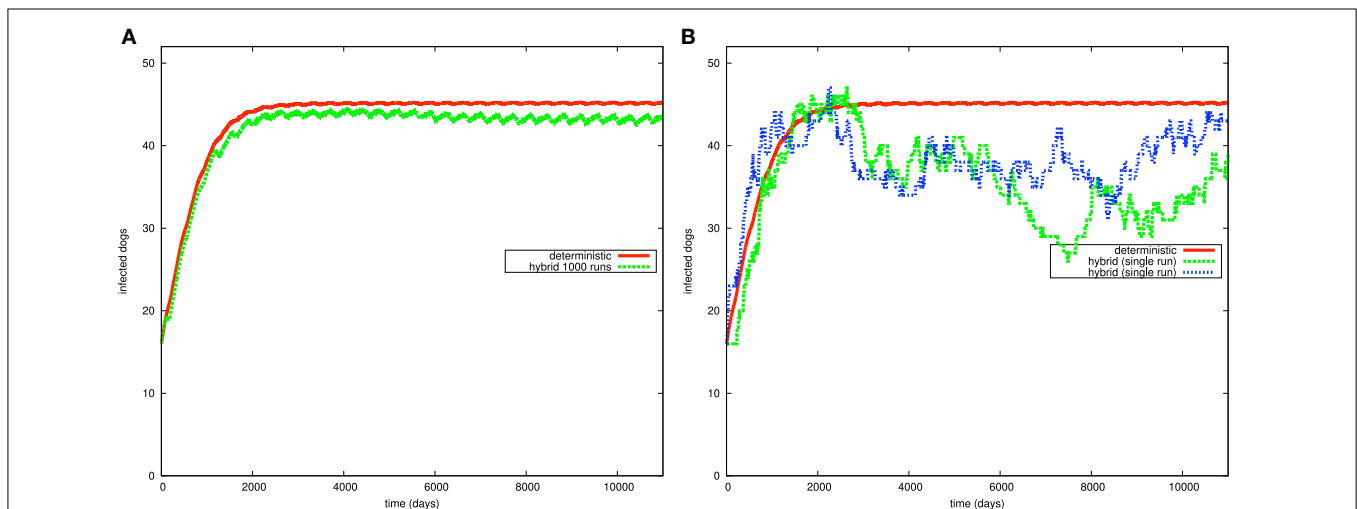 A
50
40
30
20
10
0
infected dogs
deterministic
hybrid 1000 runs
0 2000 4000 6000 8000 10000
time (days)
B
50
40
30
20
10
0
infected dogs
deterministic
hybrid (single run)
hybrid (single run)
0 2000 4000 6000 8000 10000
time (days)